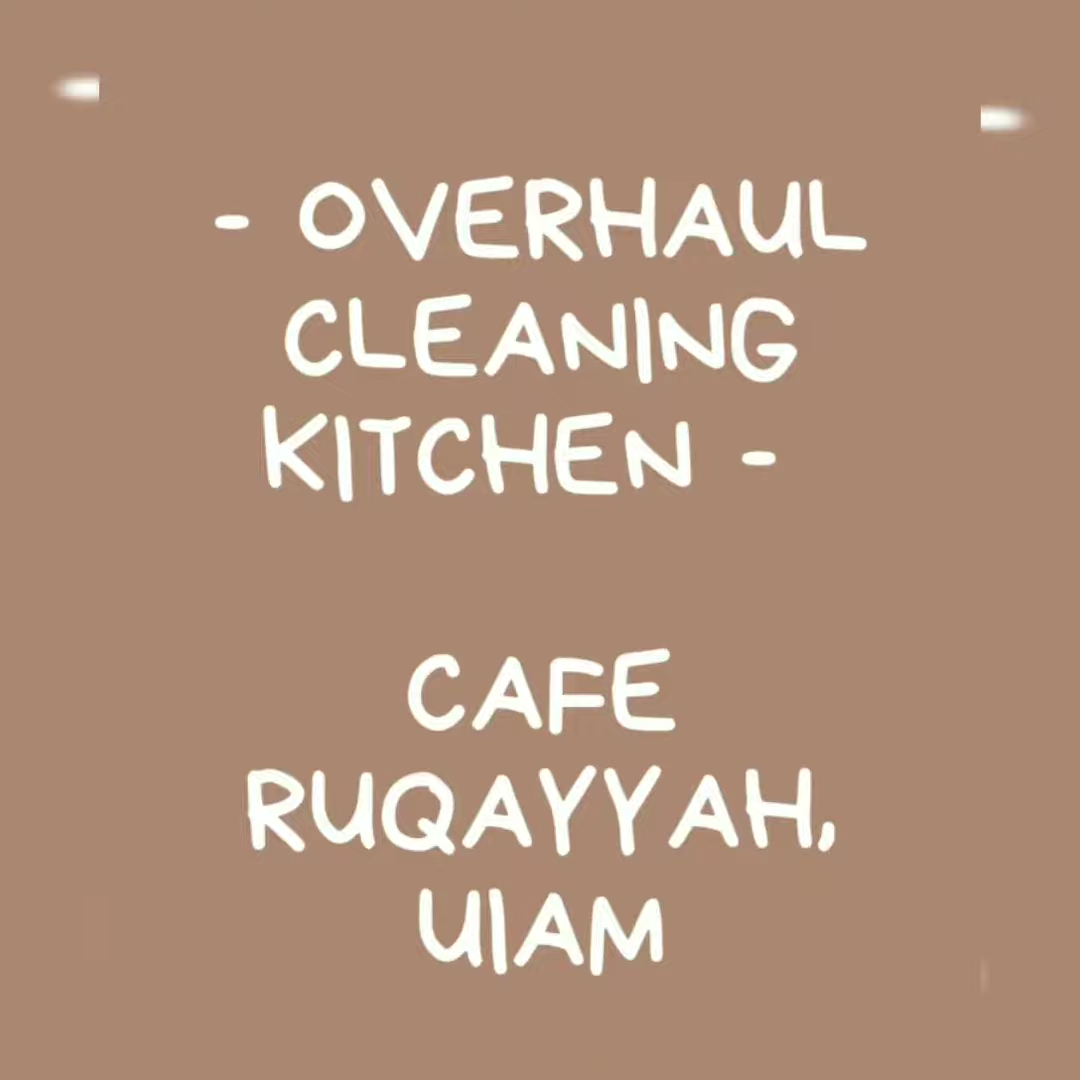 - OVERHAUL
CLEANING
KITCHEN -
CAFE
RUQAYYAH,
UIAM